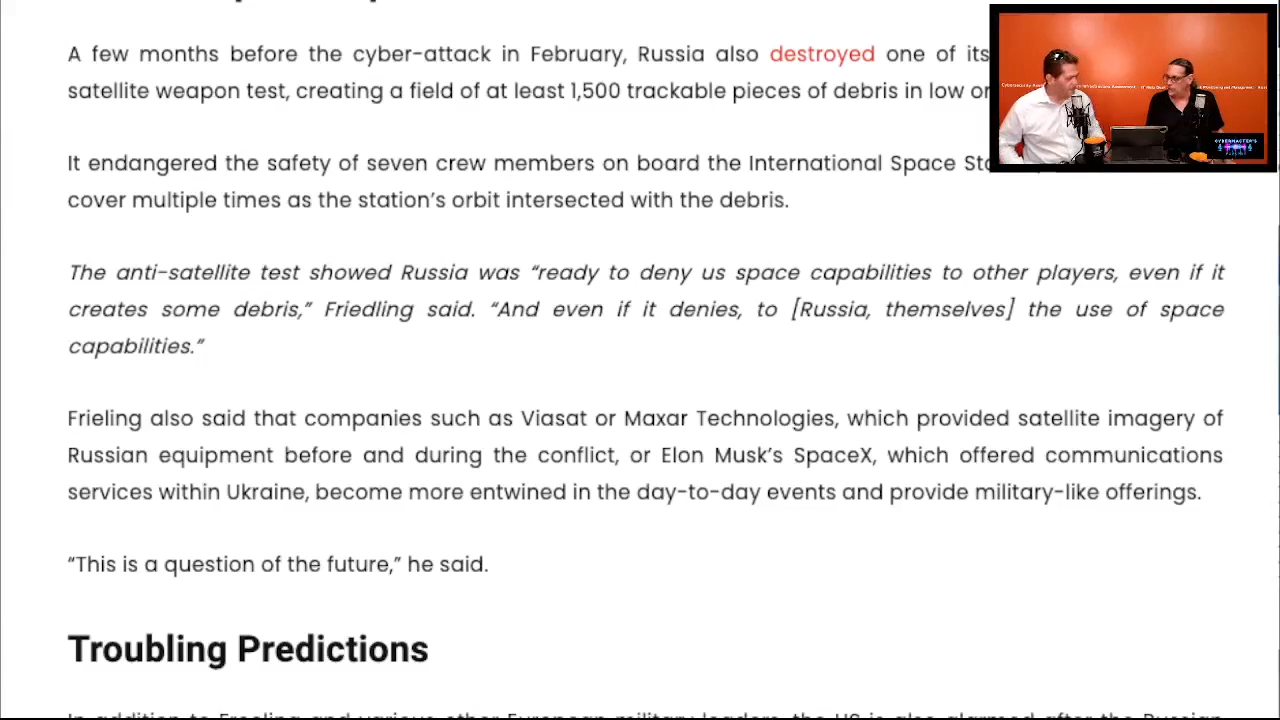 A few months before the cyber-attack in February, Russia also destroyed one of its
satellite weapon test, creating a field of at least 1,500 trackable pieces of debris in low or
It endangered the safety of seven crew members on board the International Space Sta
cover multiple times as the station's orbit intersected with the debris.
The anti-satellite test showed Russia was “ready to deny us space capabilities to other players, even if it
creates some debris,” Friedling said. “And even if it denies, to [Russia, themselves] the use of space
capabilities.”
Frieling also said that companies such as Viasat or Maxar Technologies, which provided satellite imagery of
Russian equipment before and during the conflict, or Elon Musk's SpaceX, which offered communications
services within Ukraine, become more entwined in the day-to-day events and provide military-like offerings.
“This is a question of the future,” he said.
Troubling Predictions